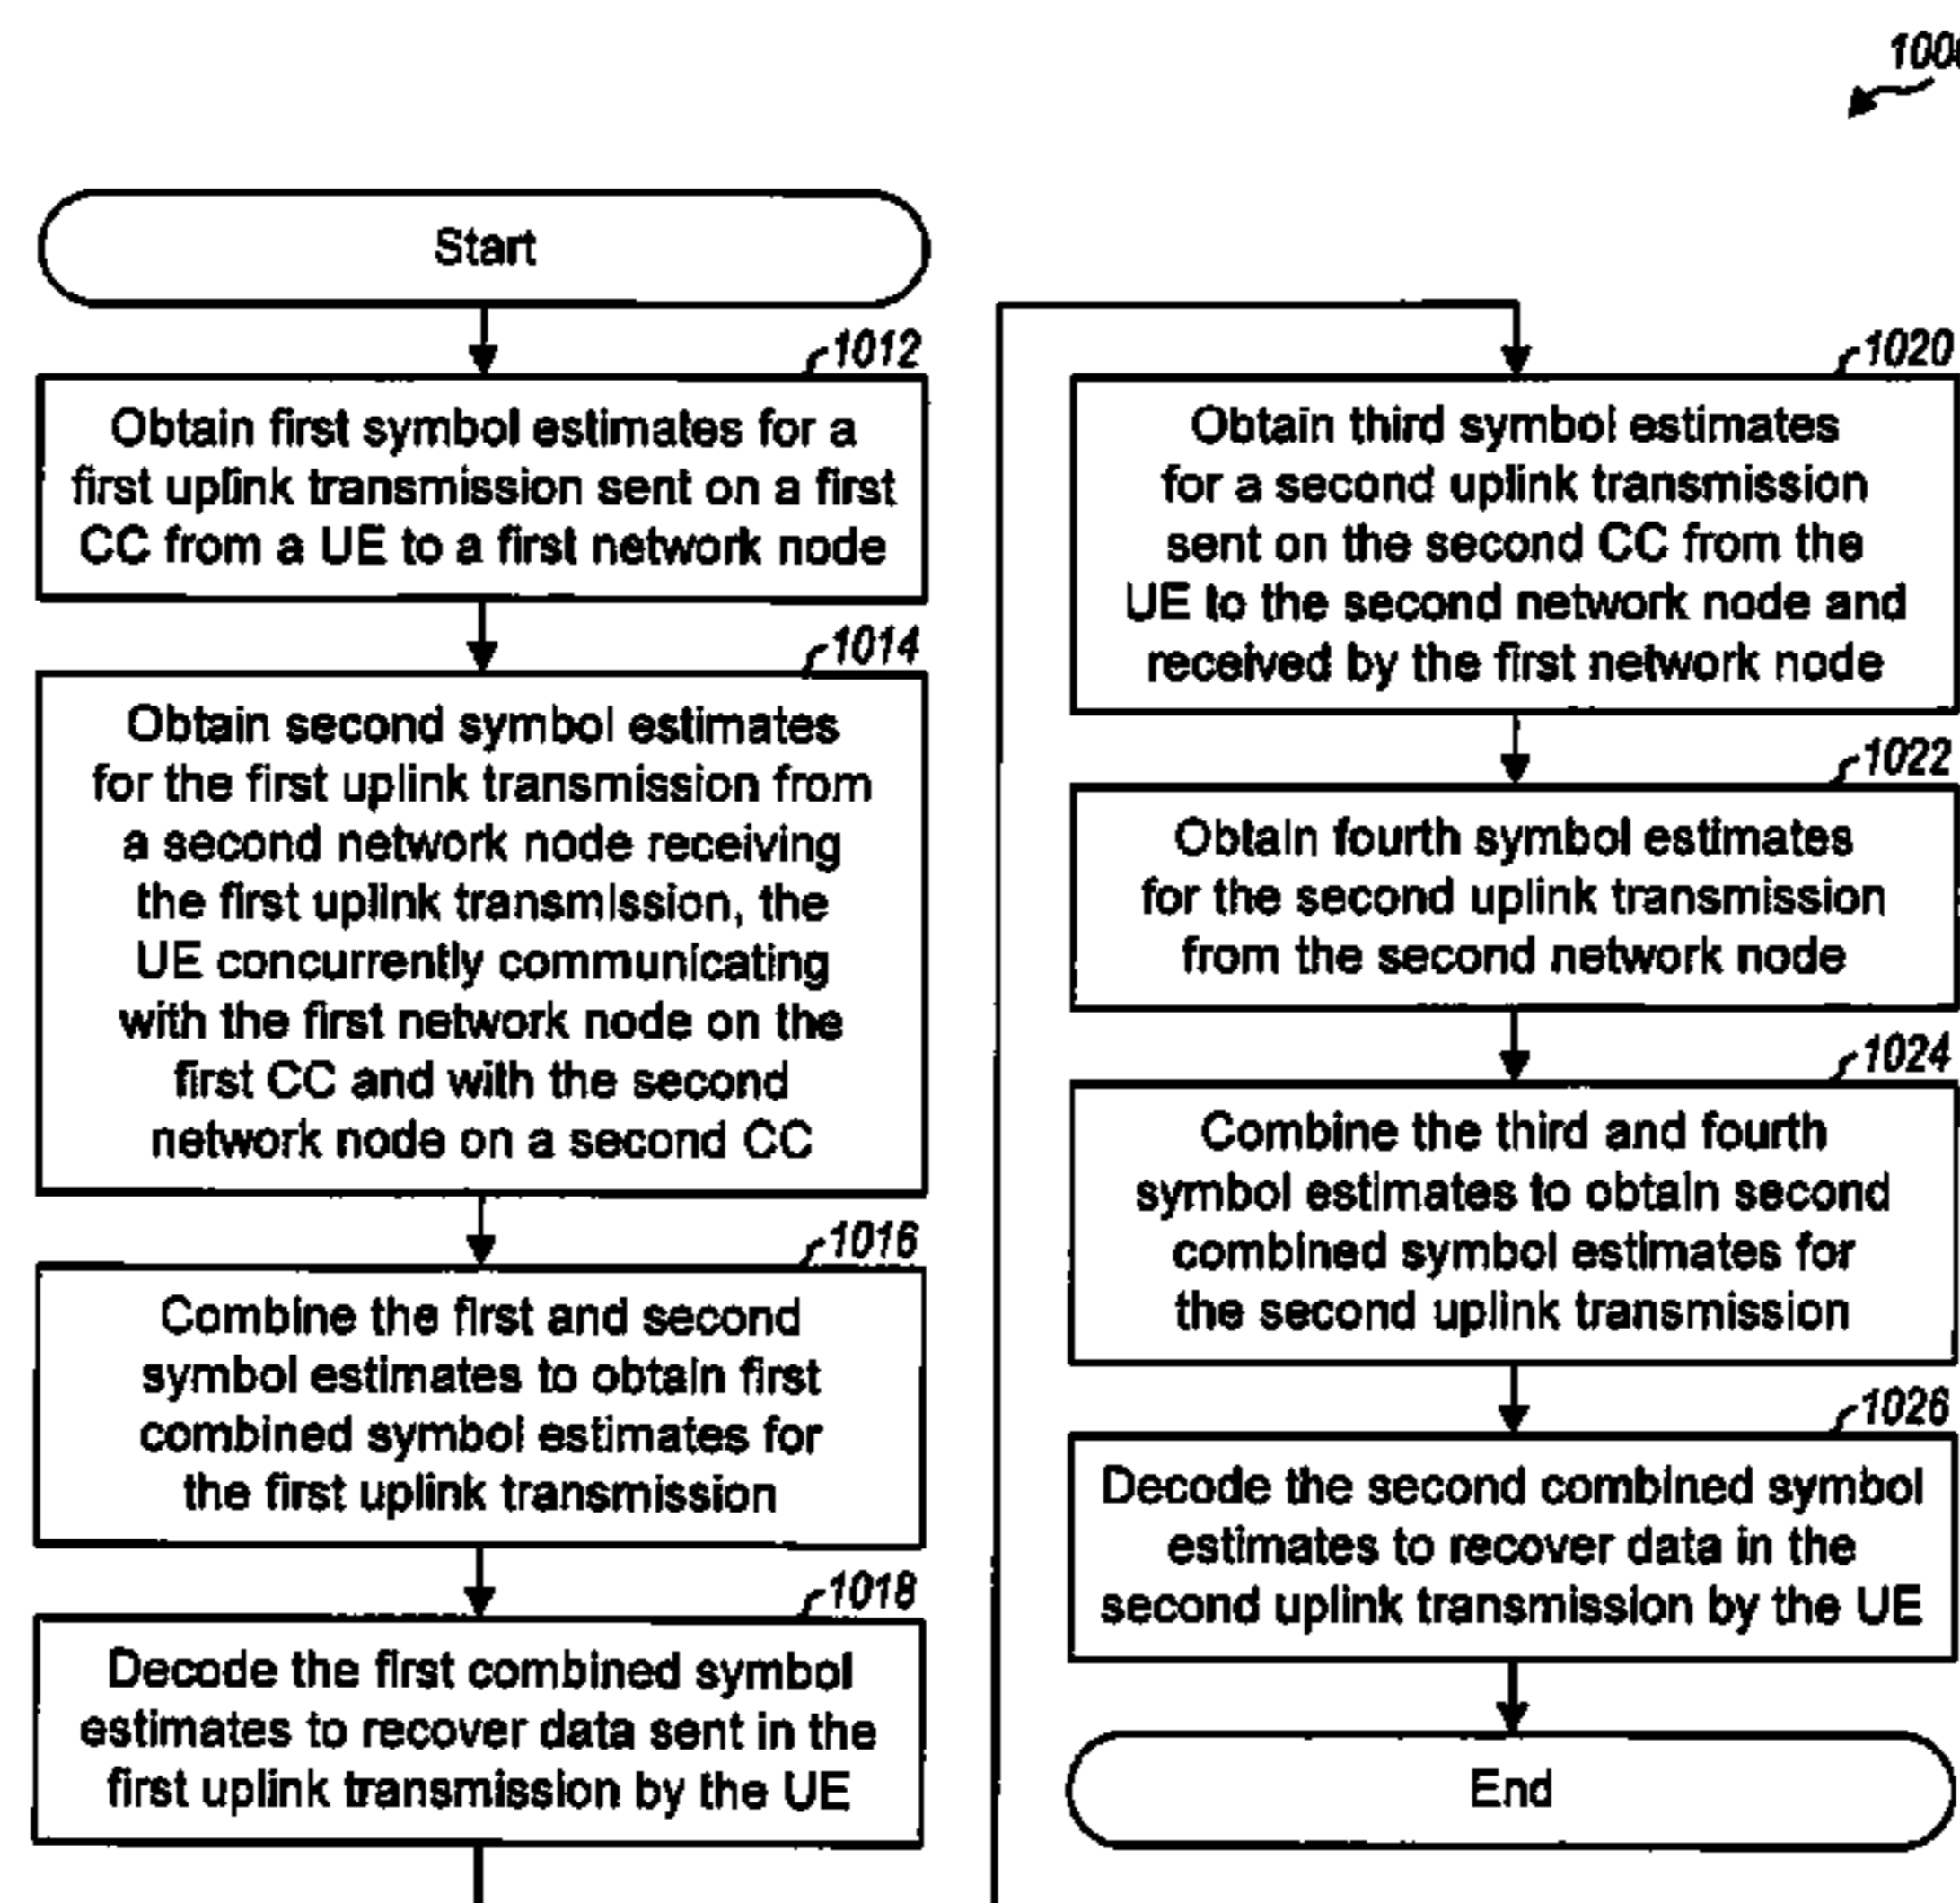 Start
1012
Obtain first symbol estimates for a
first uplink transmission sent on a first
CC from a UE to a first network node
1014
Obtain second symbol estimates
for the first uplink transmission from
a second network node receiving
the first uplink transmission, the
UE concurrently communicating
with the first network node on the
first CC and with the second
network node on a second CC
1016
Combine the first and second
symbol estimates to obtain first
combined symbol estimates for
the first uplink transmission
1018
Decode the first combined symbol
estimates to recover data sent in the
first uplink transmission by the UE
1020
Obtain third symbol estimates
for a second uplink transmission
sent on the second CC from the
UE to the second network node and
received by the first network node
1022
Obtain fourth symbol estimates
for the second uplink transmission
from the second network node
1024
Combine the third and fourth
symbol estimates to obtain second
combined symbol estimates for
the second uplink transmission
1026
Decode the second combined symbol
estimates to recover data in the
second uplink transmission by the UE
End